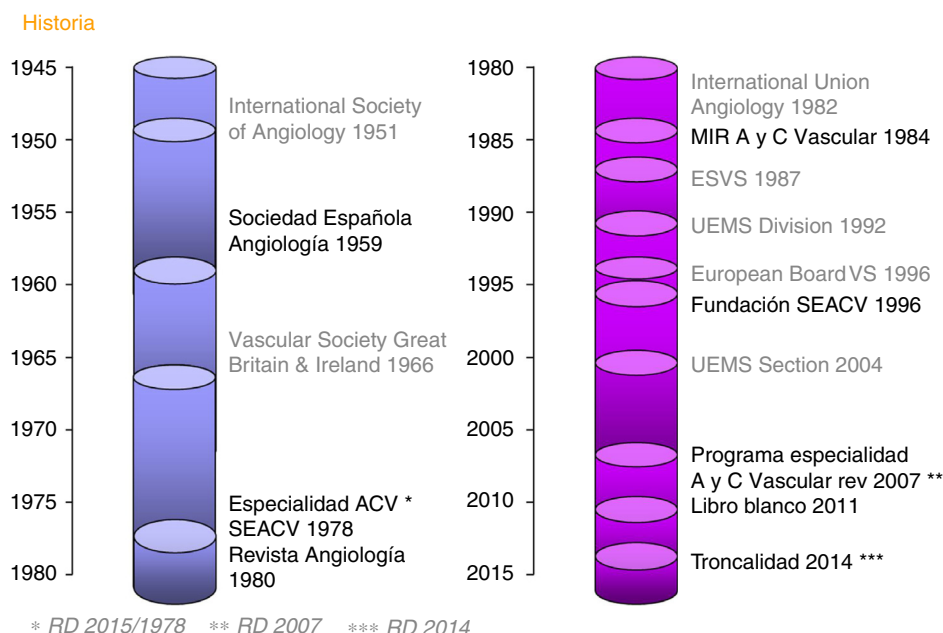 Historia
1945
1950
1955
1960
1965
1970
1975
1980
International Society
of Angiology 1951
Sociedad Española
Angiología 1959
Vascular Society Great
Britain & Ireland 1966
Especialidad ACV *
SEACV 1978
Revista Angiología
1980
1980
1985
1990
1995
2000
2005
2010
2015
International Union
Angiology 1982
MIR A y C Vascular 1984
ESVS 1987
UEMS Division 1992
European Board VS 1996
Fundación SEACV 1996
UEMS Section 2004
Programa especialidad
A y C Vascular rev 2007 **
Libro blanco 2011
Troncalidad 2014 ***
* RD 2015/1978 ** RD 2007 *** RD 2014